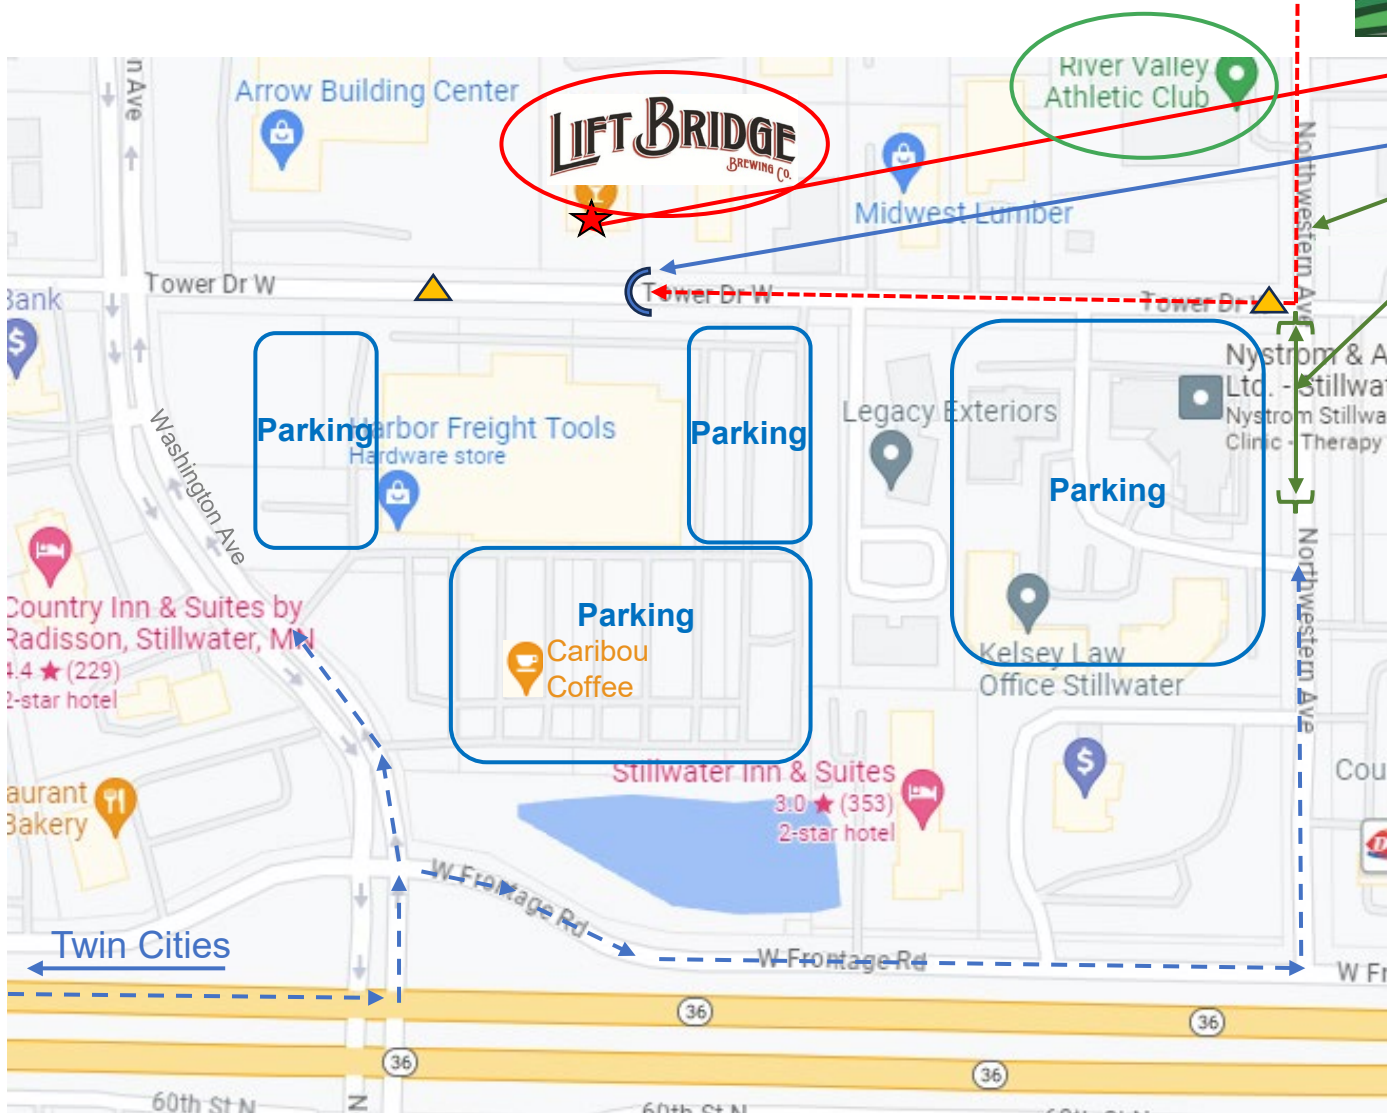 River Valley
Athletic Club
n Ave
Arrow Building Center
LIFT BRIDGE
BREWING CO.
Northwestern Ave
Midwest Lumber
Tower Dr W
Tower Dr W
Tower Dr
Bank
Nystrom & A
Ltd. - Stillwa
Nystrom Stillwa
Clinic - Therapy
Parking
Harbor Freight Tools
Hardware store
Parking
Legacy Exteriors
Parking
Washington Ave
Northwestern Ave
Country Inn & Suites by
Radisson, Stillwater, MN
4.4 ★ (229)
2-star hotel
Parking
Caribou
Coffee
Kelsey Law
Office Stillwater
Stillwater Inn & Suites
3.0 ★ (353)
2-star hotel
Cou
aurant
Bakery
W Frontage Rd
W Frontage Rd
W Fr
Twin Cities
36
36
36
36
60th St N
N
60th St N